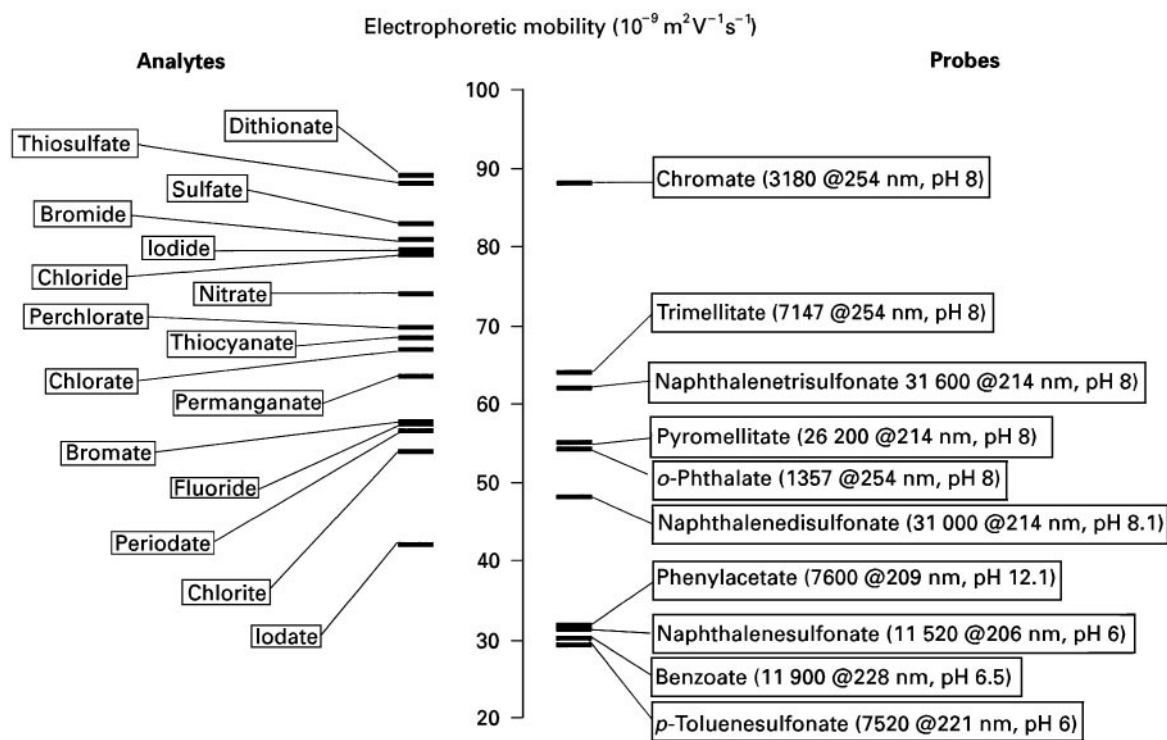 Electrophoretic mobility (10⁻⁹ m² V⁻¹ s⁻¹)
Analytes
Probes
100
90
80
70
60
50
40
30
20
Dithionate
Thiosulfate
Sulfate
Bromide
Iodide
Chloride
Nitrate
Perchlorate
Thiocyanate
Chlorate
Permanganate
Bromate
Fluoride
Periodate
Chlorite
Iodate
Chromate (3180 @254 nm, pH 8)
Trimellitate (7147 @254 nm, pH 8)
Naphthalenetrisulfonate 31 600 @214 nm, pH 8)
Pyromellitate (26 200 @214 nm, pH 8)
o-Phthalate (1357 @254 nm, pH 8)
Naphthalenedisulfonate (31 000 @214 nm, pH 8.1)
Phenylacetate (7600 @209 nm, pH 12.1)
Naphthalenesulfonate (11 520 @206 nm, pH 6)
Benzoate (11 900 @228 nm, pH 6.5)
p-Toluenesulfonate (7520 @221 nm, pH 6)